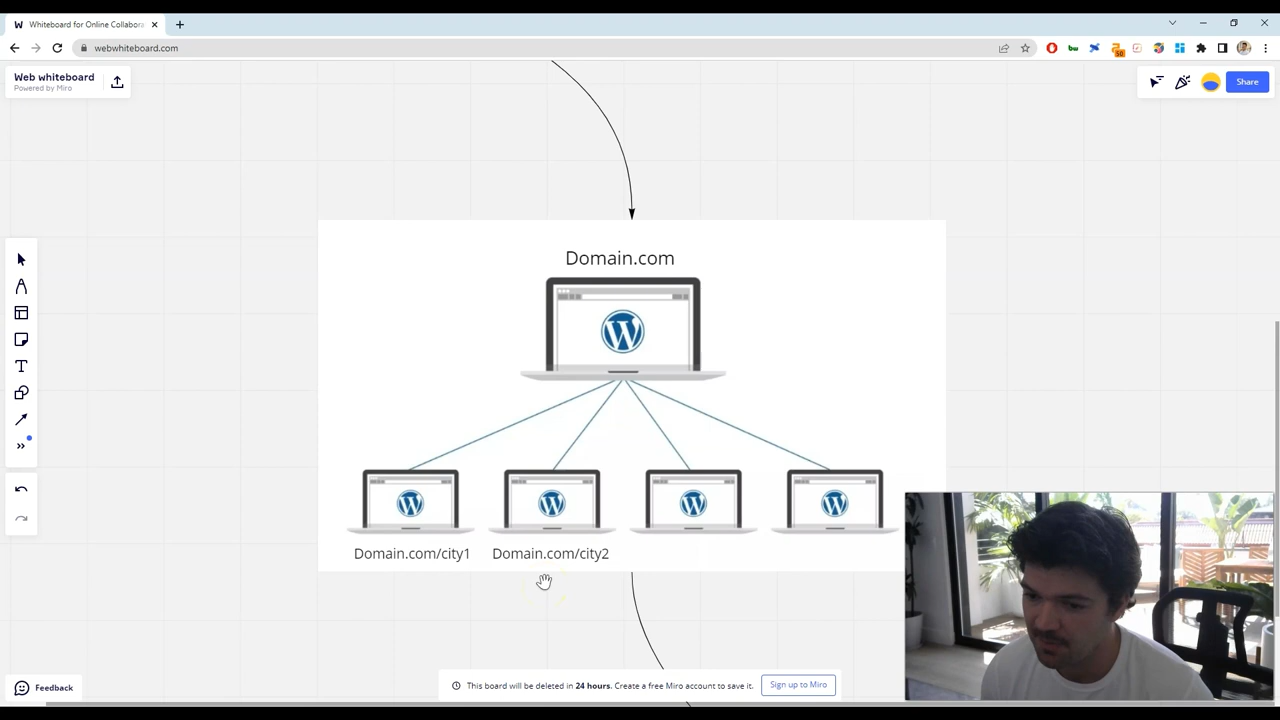 Whiteboard for Online Collabora
webwhiteboard.com
50
Web whiteboard
Powered by Miro
Share
Domain.com
Domain.com/city1
Domain.com/city2
This board will be deleted in 24 hours. Create a free Miro account to save it.
Sign up to Miro
Feedback